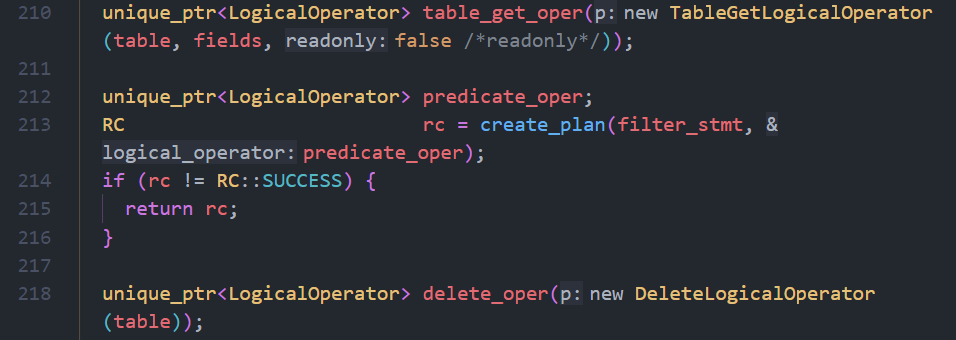 210 unique_ptr<LogicalOperator> table_get_oper(p: new TableGetLogicalOperator
(table, fields, readonly: false /*readonly*/));
211
212 unique_ptr<LogicalOperator> predicate_oper;
213 RC                          rc = create_plan(filter_stmt, &
logical_operator: predicate_oper);
214 if (rc != RC::SUCCESS) {
215   return rc;
216 }
217
218 unique_ptr<LogicalOperator> delete_oper(p: new DeleteLogicalOperator
(table));